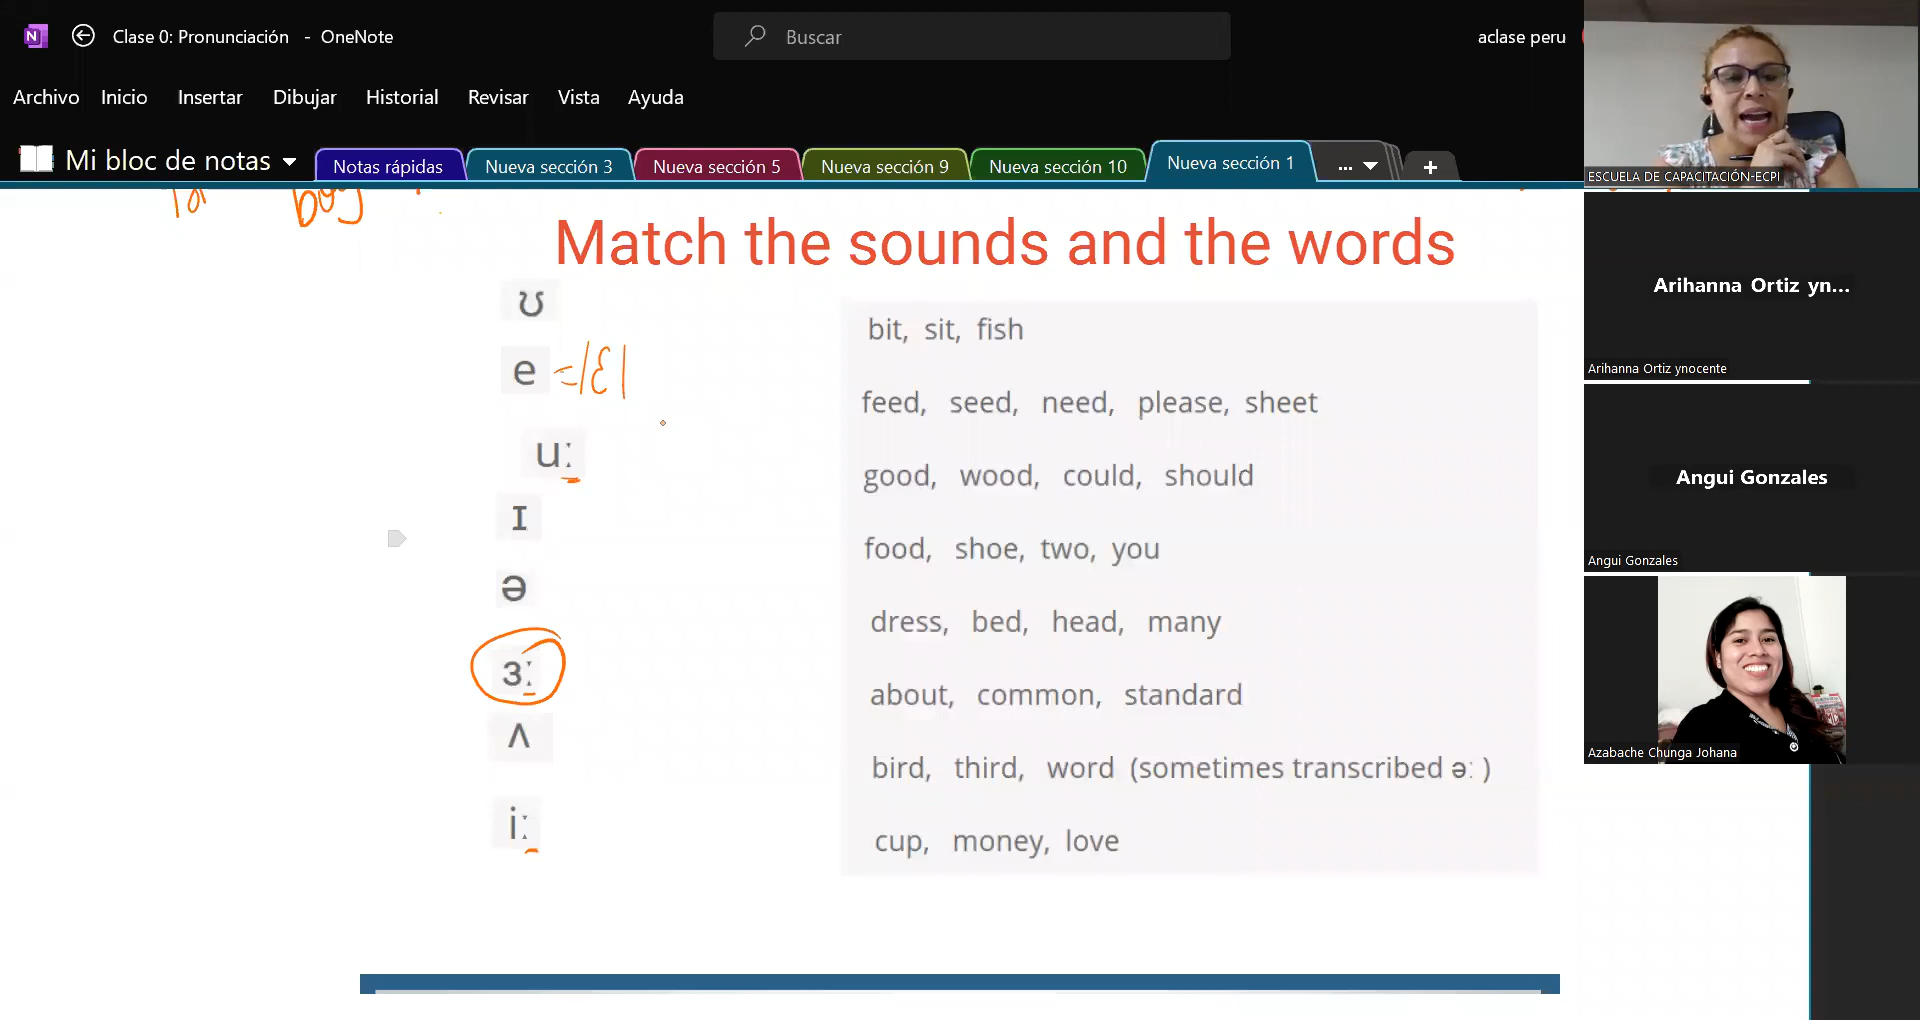 Clase 0: Pronunciación - OneNote
Buscar
aclase peru
Archivo Inicio Insertar Dibujar Historial Revisar Vista Ayuda
Mi bloc de notas
Notas rápidas
Nueva sección 3
Nueva sección 5
Nueva sección 9
Nueva sección 10
Nueva sección 1
...
+
boy
Match the sounds and the words
ʊ
e =/ɛ/
uː
ɪ
ə
ɜː
ʌ
iː
bit, sit, fish
feed, seed, need, please, sheet
good, wood, could, should
food, shoe, two, you
dress, bed, head, many
about, common, standard
bird, third, word (sometimes transcribed əː )
cup, money, love
ESCUELA DE CAPACITACIÓN-ECPI
Arihanna Ortiz yn...
Arihanna Ortiz ynocente
Angui Gonzales
Angui Gonzales
Azabache Chunga Johana